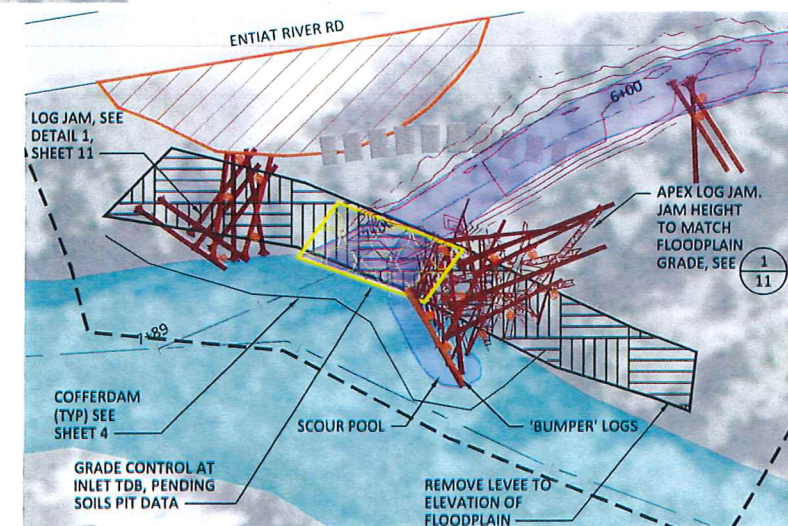 ENTIAT RIVER RD
6+00
LOG JAM, SEE
DETAIL 1,
SHEET 11
APEX LOG JAM.
JAM HEIGHT
TO MATCH
FLOODPLAIN
GRADE, SEE
1
11
1+89
COFFERDAM
(TYP) SEE
SHEET 4
SCOUR POOL
'BUMPER' LOGS
GRADE CONTROL AT
INLET TDB, PENDING
SOILS PIT DATA
REMOVE LEVEE TO
ELEVATION OF
FLOODPLAIN